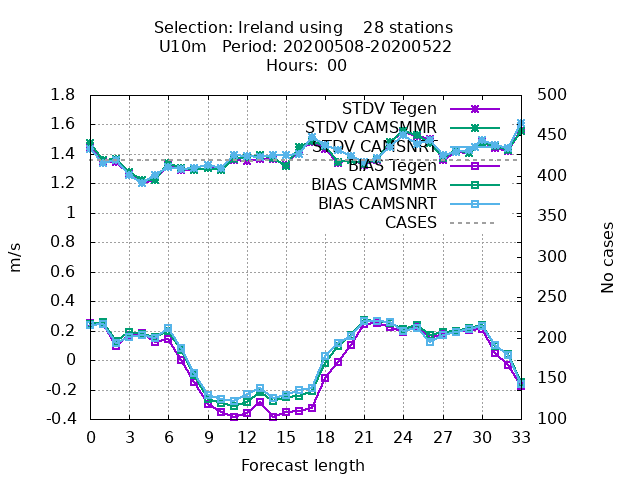 Selection: Ireland using    28 stations
U10m   Period: 20200508-20200522
Hours:  00
1.8
1.6
1.4
1.2
1
0.8
0.6
0.4
0.2
0
-0.2
-0.4
m/s
500
450
400
350
300
250
200
150
100
No cases
STDV Tegen
STDV CAMSMMR
STDV CAMSNRT
BIAS Tegen
BIAS CAMSMMR
BIAS CAMSNRT
CASES
0 3 6 9 12 15 18 21 24 27 30 33
Forecast length